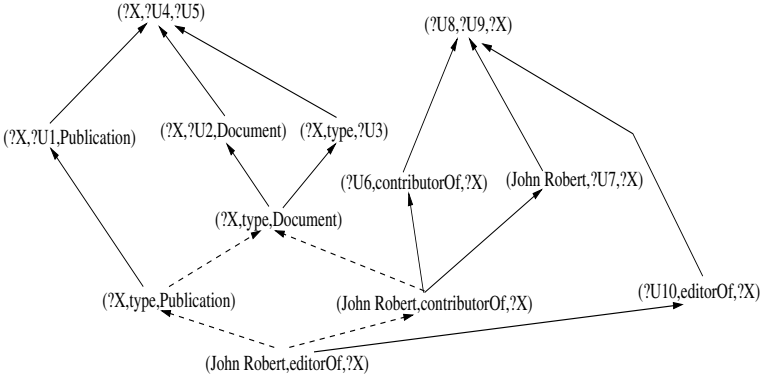 (?X,?U4,?U5)
(?U8,?U9,?X)
(?X,?U1,Publication)
(?X,?U2,Document)
(?X,type,?U3)
(?U6,contributorOf,?X)
(John Robert,?U7,?X)
(?X,type,Document)
(?X,type,Publication)
(John Robert,contributorOf,?X)
(?U10,editorOf,?X)
(John Robert,editorOf,?X)